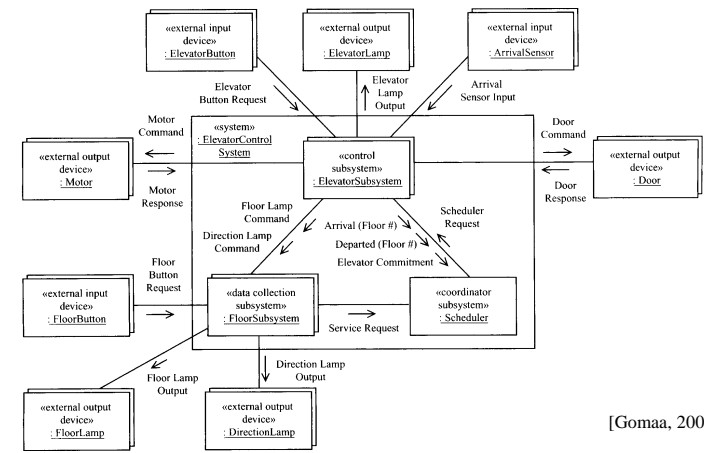 «external input
device»
: ElevatorButton
«external output
device»
: ElevatorLamp
«external input
device»
: ArrivalSensor
Elevator
Button Request
Elevator
Lamp
Output
Arrival
Sensor Input
Motor
Command
«system»
: ElevatorControl
System
Door
Command
«external output
device»
: Motor
«control
subsystem»
: ElevatorSubsystem
«external output
device»
: Door
Motor
Response
Door
Response
Floor Lamp
Command
Direction Lamp
Command
Arrival (Floor #)
Departed (Floor #)
Elevator Commitment
Scheduler
Request
Floor
Button
Request
«external input
device»
: FloorButton
«data collection
subsystem»
: FloorSubsystem
Service Request
«coordinator
subsystem»
: Scheduler
Floor Lamp
Output
Direction Lamp
Output
«external output
device»
: FloorLamp
«external output
device»
: DirectionLamp
[Gomaa, 200